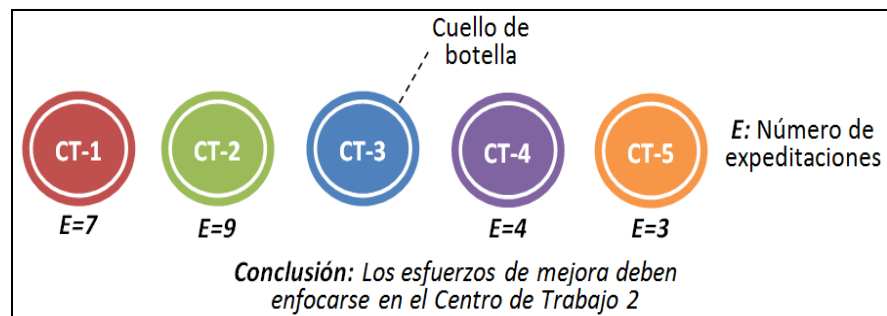 Cuello de
botella
CT-1
CT-2
CT-3
CT-4
CT-5
E: Número de
expeditaciones
E=7
E=9
E=4
E=3
Conclusión: Los esfuerzos de mejora deben
enfocarse en el Centro de Trabajo 2